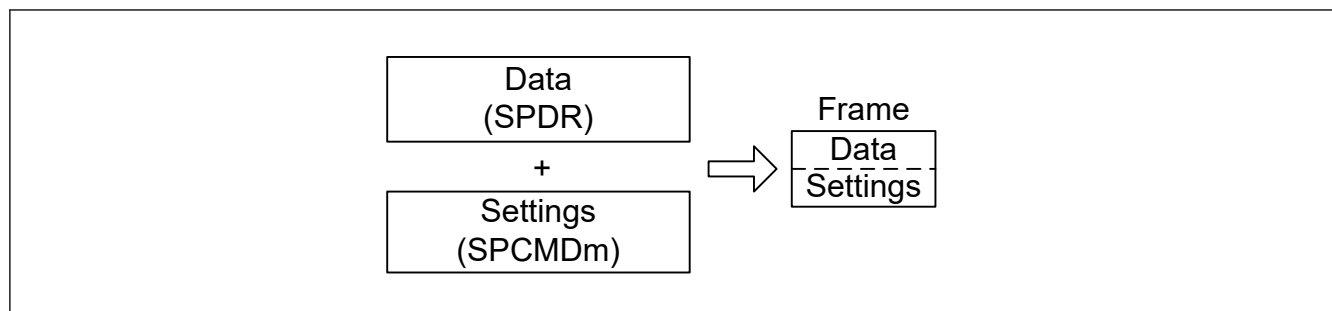 Data
(SPDR)
+
Settings
(SPCMDm)
Frame
Data
Settings